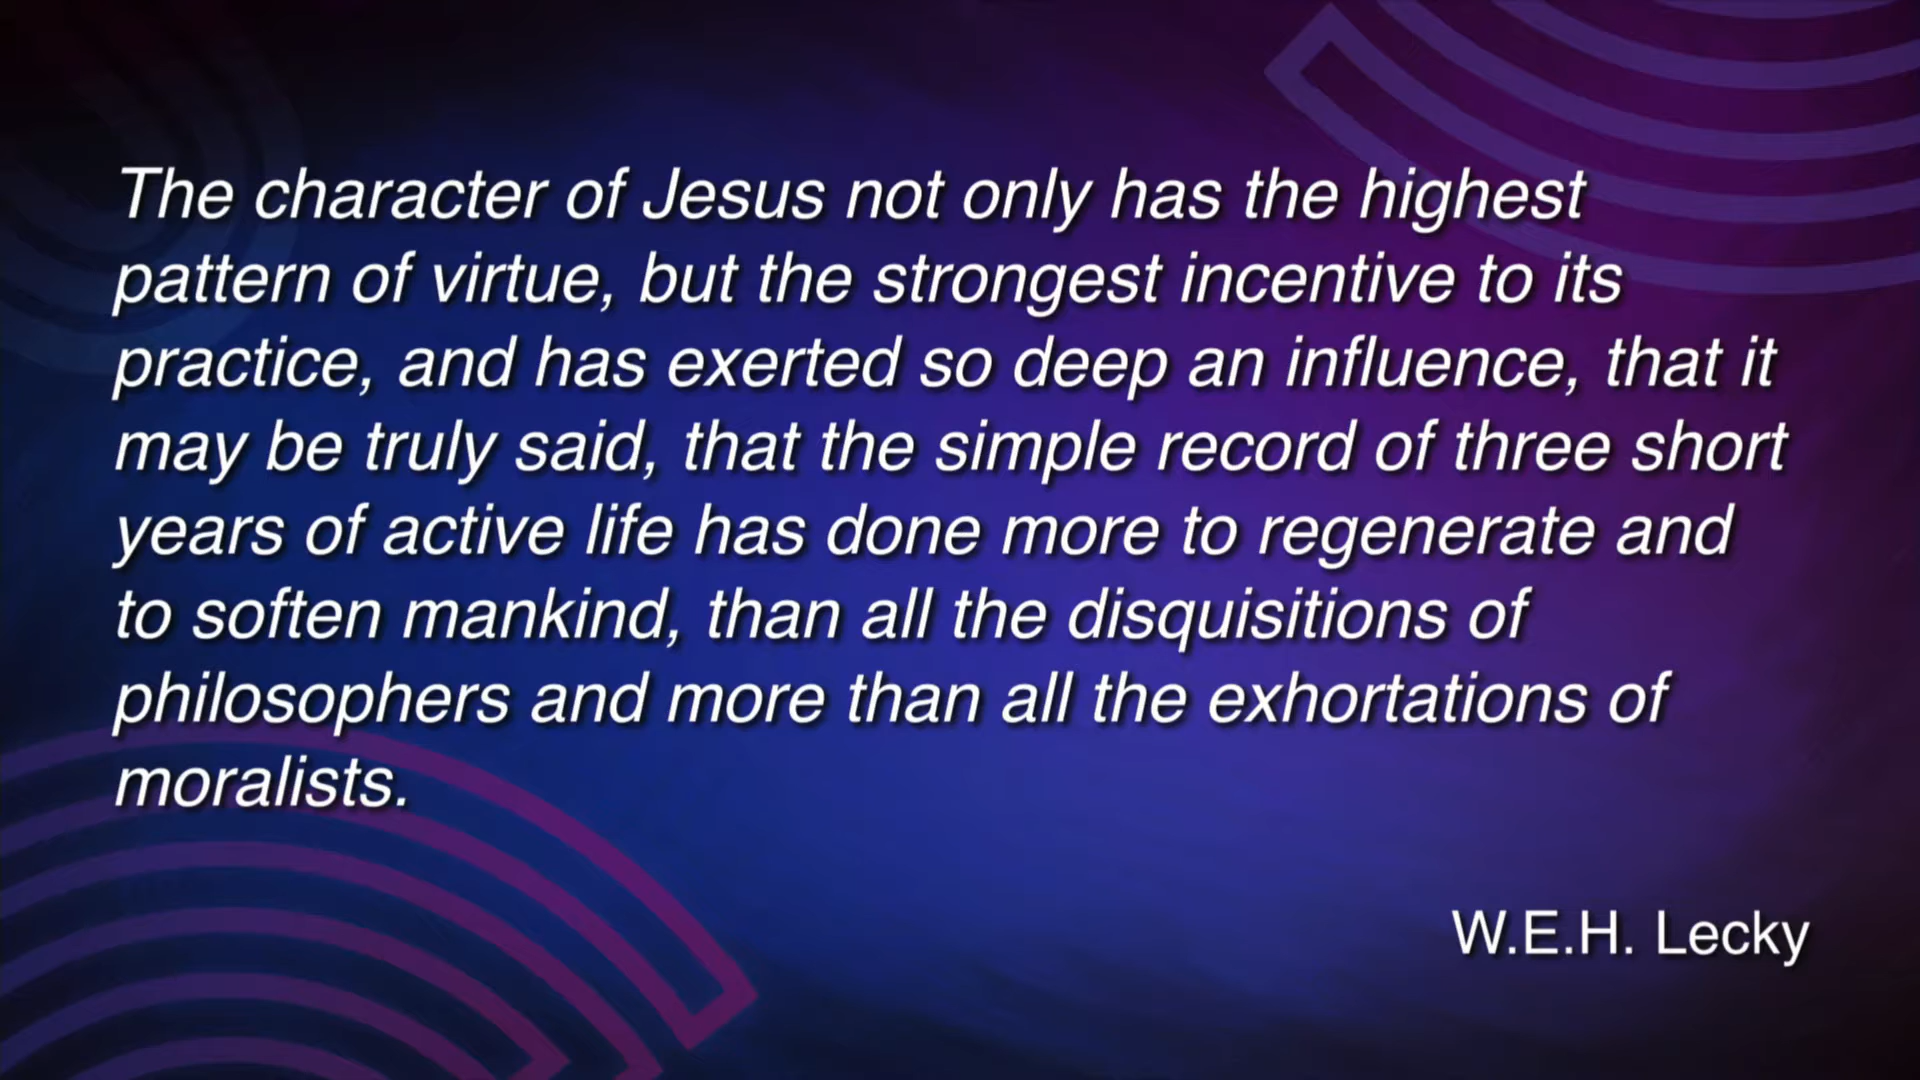 The character of Jesus not only has the highest
pattern of virtue, but the strongest incentive to its
practice, and has exerted so deep an influence, that it
may be truly said, that the simple record of three short
years of active life has done more to regenerate and
to soften mankind, than all the disquisitions of
philosophers and more than all the exhortations of
moralists.
W.E.H. Lecky